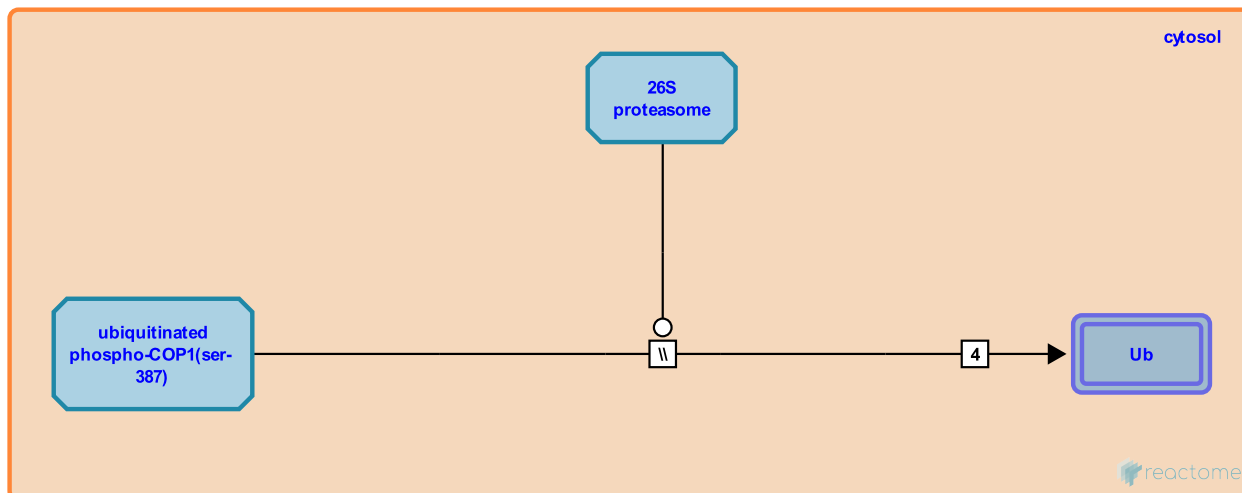 cytosol
26S
proteasome
ubiquitinated
phospho-COP1(ser-
387)
\\
4
Ub
reactome